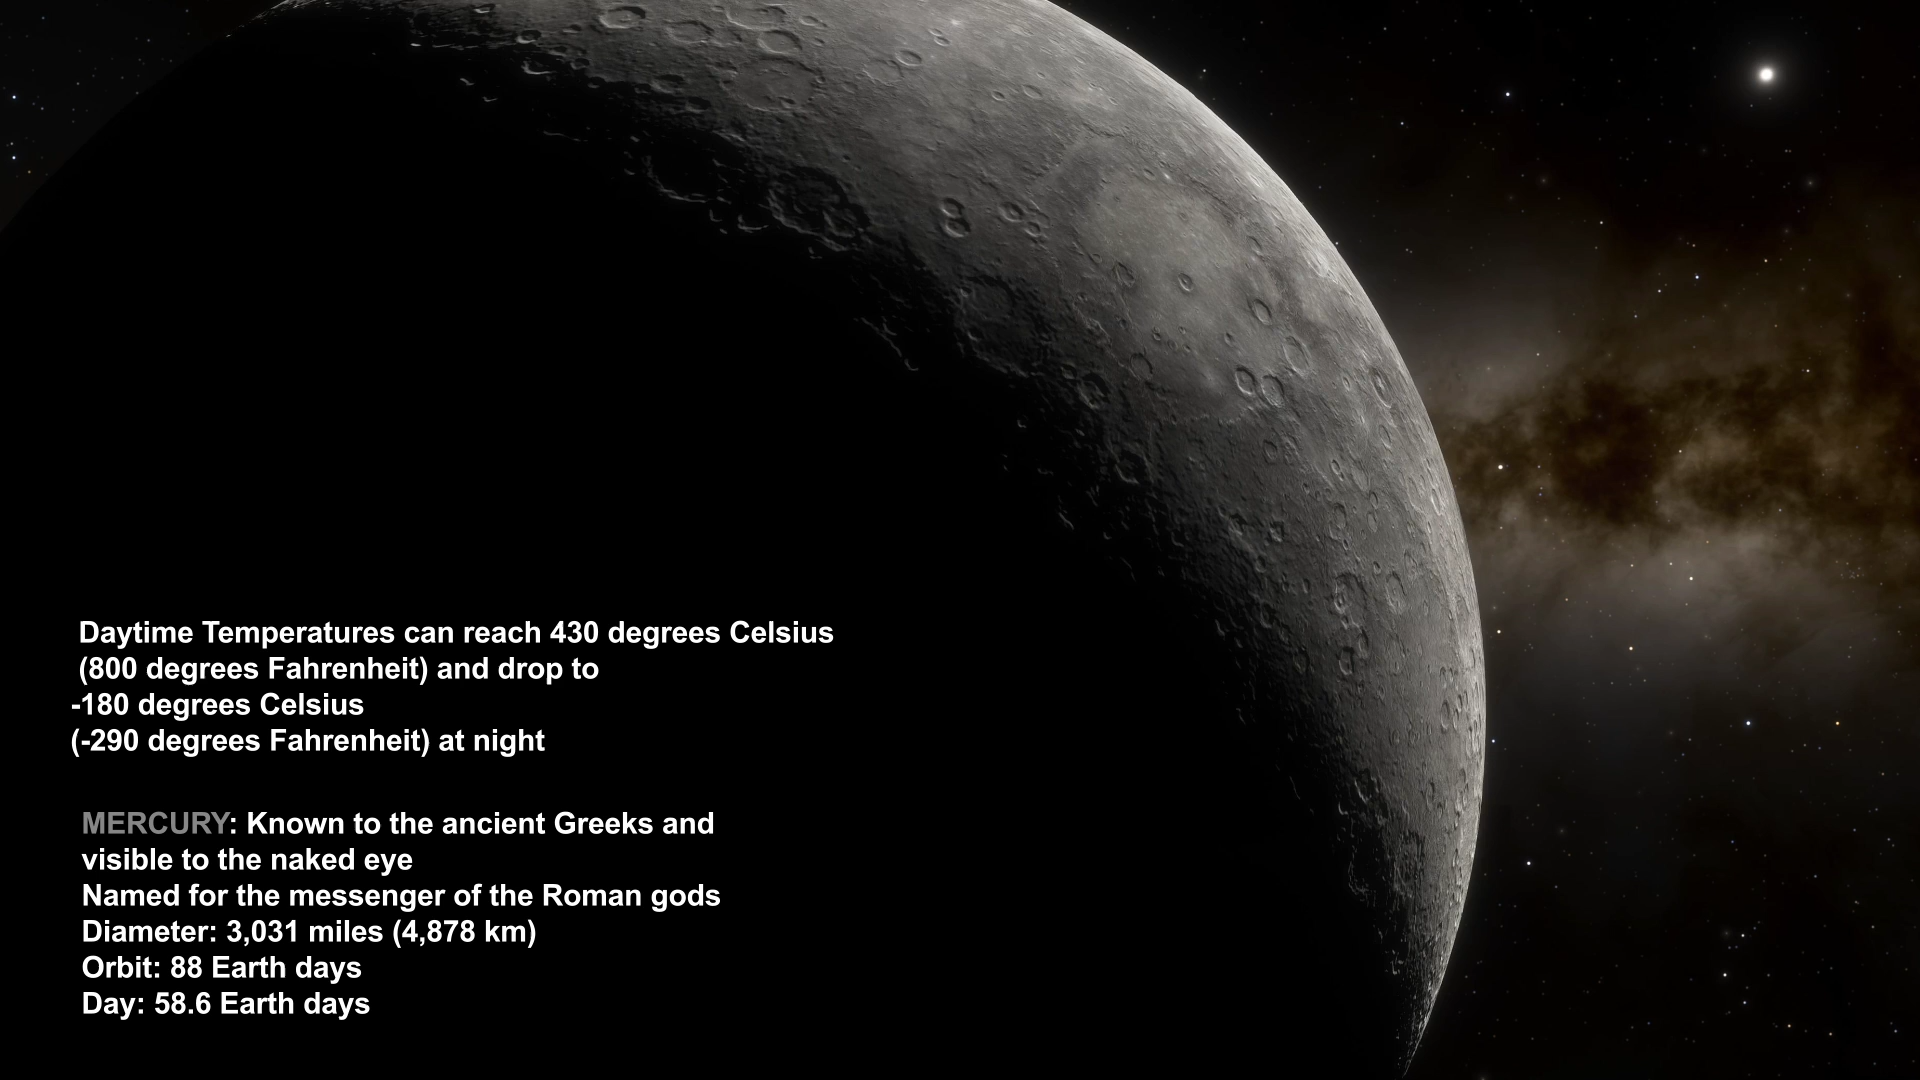 Daytime Temperatures can reach 430 degrees Celsius
(800 degrees Fahrenheit) and drop to
-180 degrees Celsius
(-290 degrees Fahrenheit) at night
MERCURY: Known to the ancient Greeks and
visible to the naked eye
Named for the messenger of the Roman gods
Diameter: 3,031 miles (4,878 km)
Orbit: 88 Earth days
Day: 58.6 Earth days